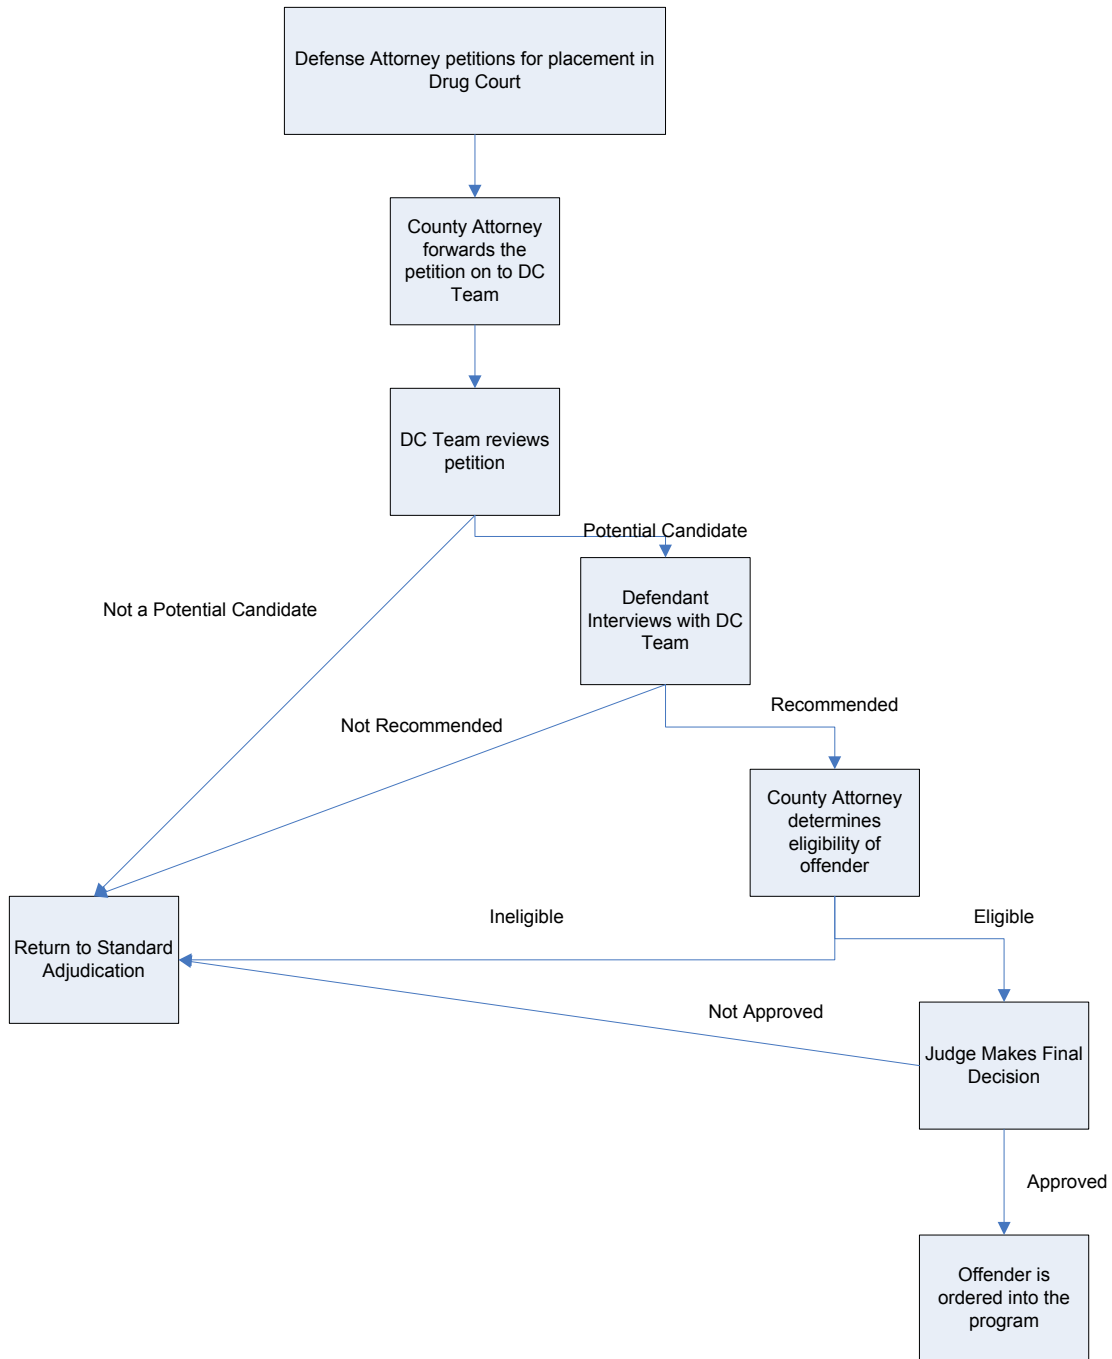 Defense Attorney petitions for placement in
Drug Court
County Attorney
forwards the
petition on to DC
Team
DC Team reviews
petition
Potential Candidate
Not a Potential Candidate
Defendant
Interviews with DC
Team
Not Recommended
Recommended
County Attorney
determines
eligibility of
offender
Ineligible
Eligible
Return to Standard
Adjudication
Not Approved
Judge Makes Final
Decision
Approved
Offender is
ordered into the
program